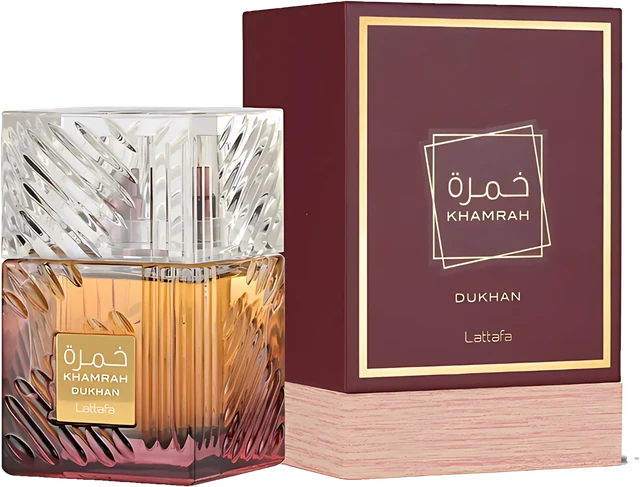 خمرة
KHAMRAH
DUKHAN
Lattafa
خمرة
KHAMRAH
DUKHAN
Lattafa